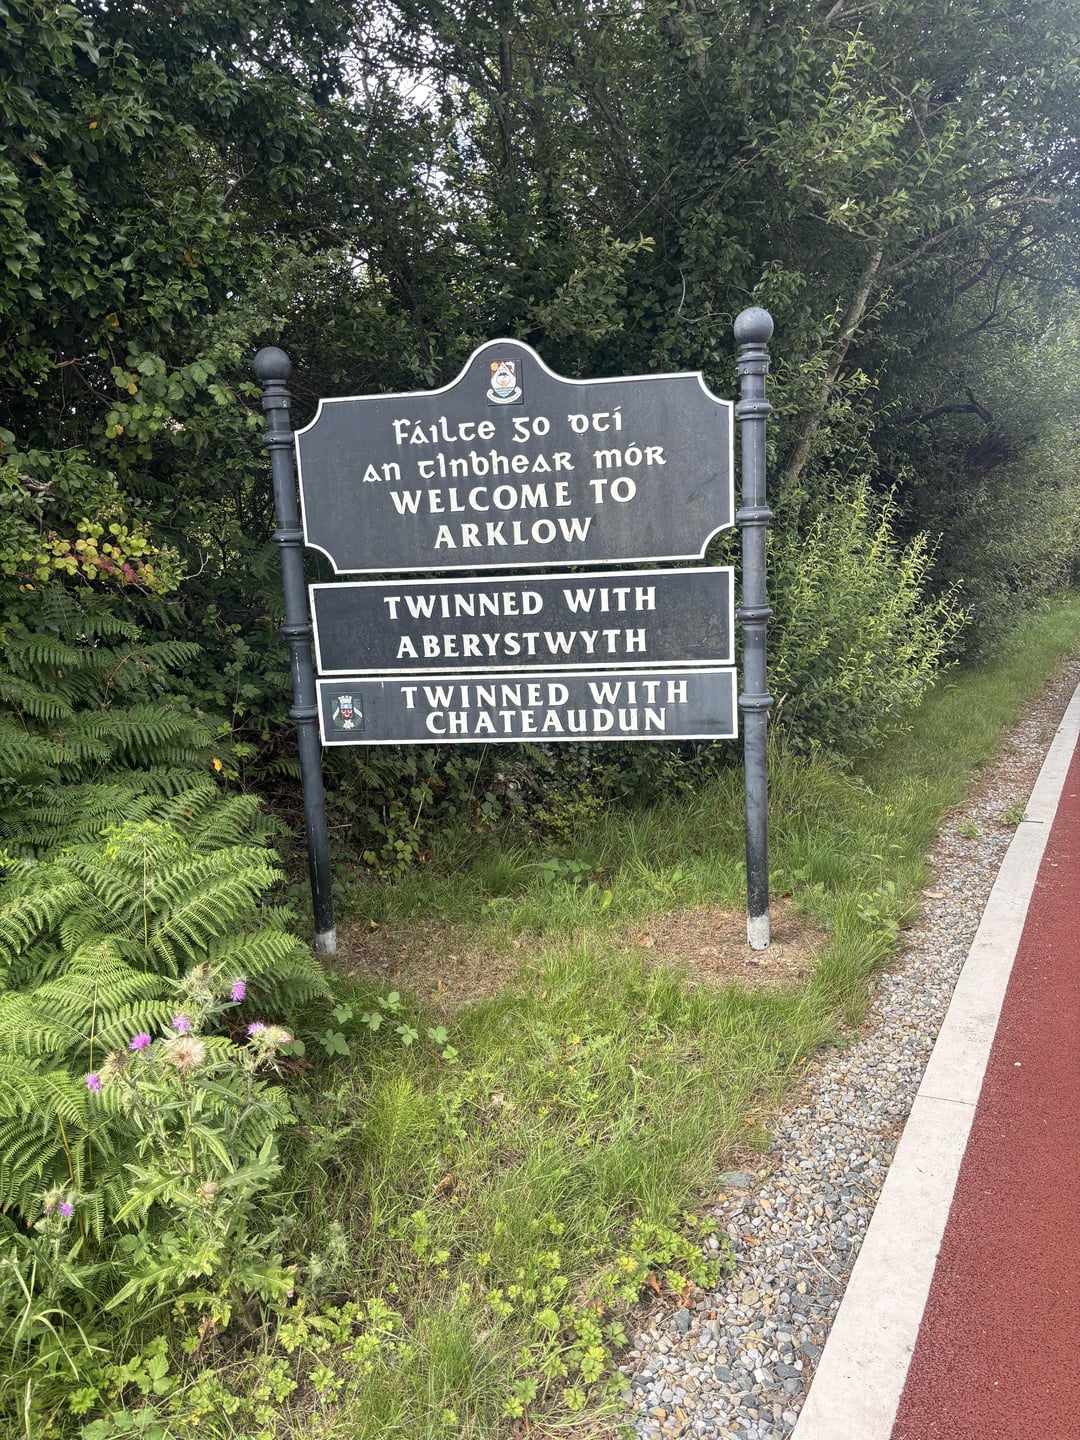 Fáilte go dtí
an tInbhear mór
WELCOME TO
ARKLOW
TWINNED WITH
ABERYSTWYTH
TWINNED WITH
CHATEAUDUN